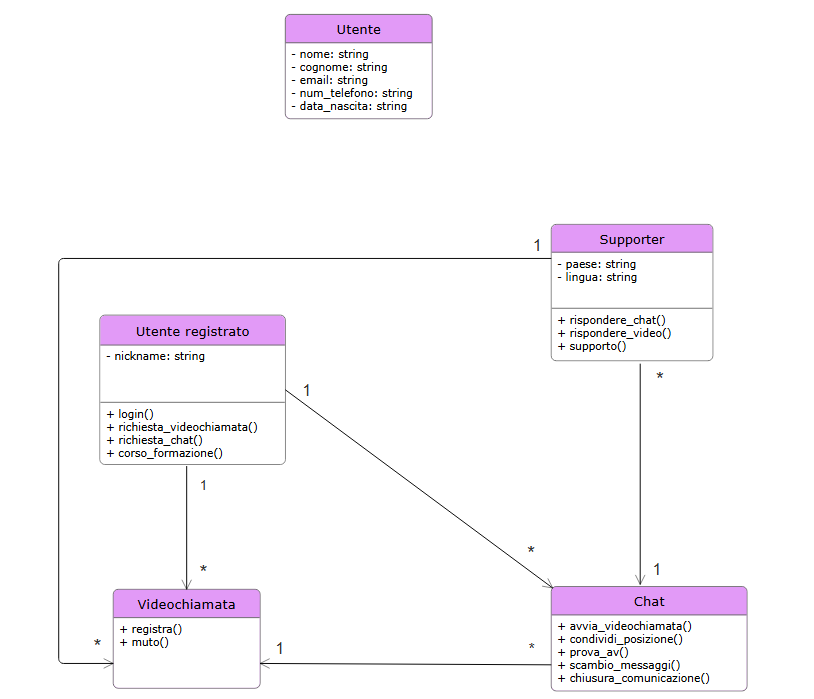 Utente
- nome: string
- cognome: string
- email: string
- num_telefono: string
- data_nascita: string
1
Supporter
- paese: string
- lingua: string
+ rispondere_chat()
+ rispondere_video()
+ supporto()
*
Utente registrato
- nickname: string
+ login()
+ richiesta_videochiamata()
+ richiesta_chat()
+ corso_formazione()
1
1
*
*
1
Videochiamata
+ registra()
+ muto()
*
1
*
Chat
+ avvia_videochiamata()
+ condividi_posizione()
+ prova_av()
+ scambio_messaggi()
+ chiusura_comunicazione()